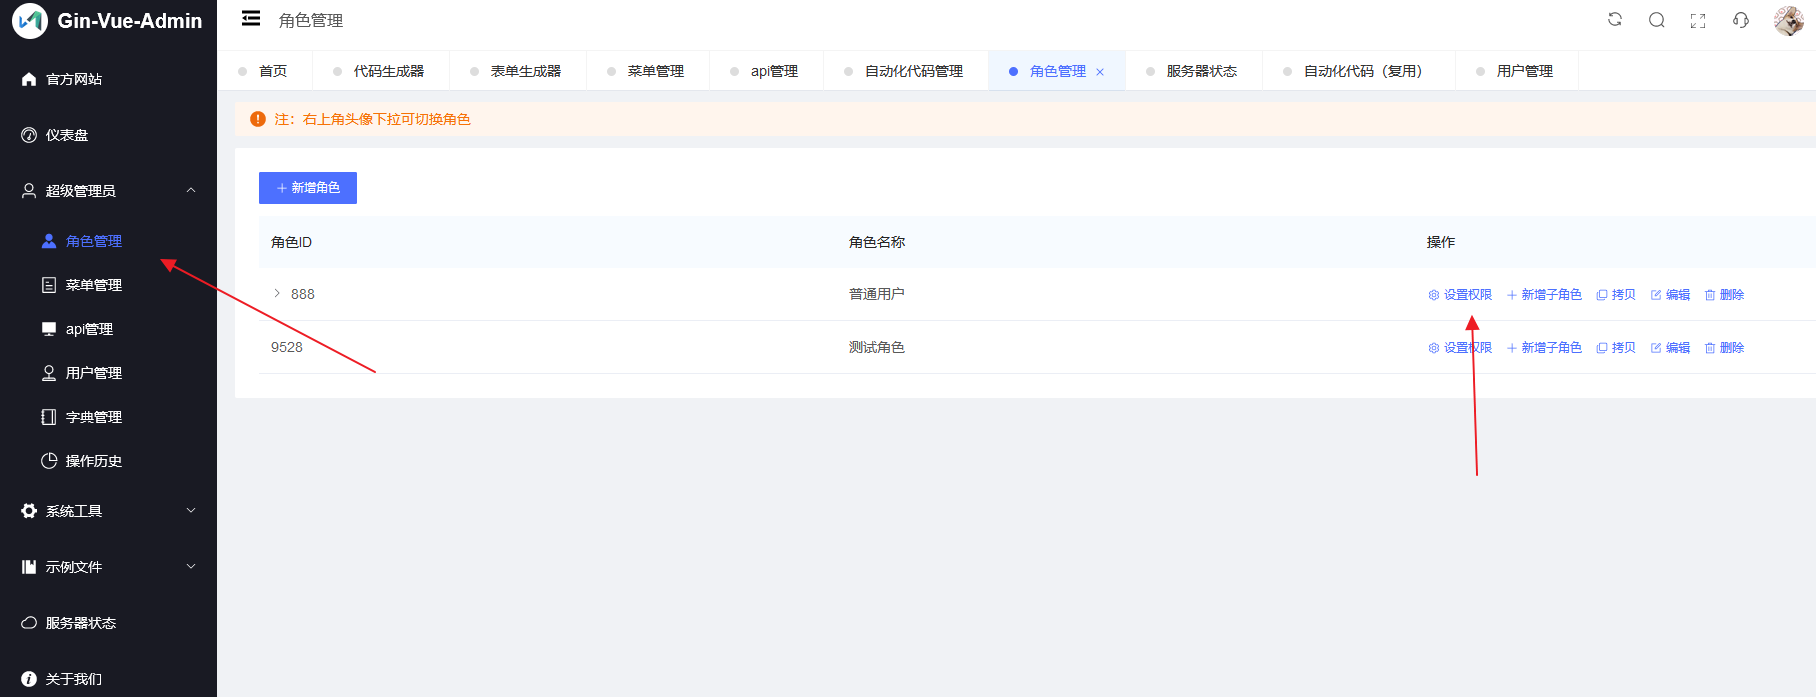 Gin-Vue-Admin
官方网站
仪表盘
超级管理员
角色管理
菜单管理
api管理
用户管理
字典管理
操作历史
系统工具
示例文件
服务器状态
关于我们
角色管理
首页 代码生成器 表单生成器 菜单管理 api管理 自动化代码管理 角色管理 × 服务器状态 自动化代码（复用） 用户管理
注：右上角头像下拉可切换角色
+ 新增角色
角色ID 角色名称 操作
888 普通用户 设置权限 + 新增子角色 拷贝 编辑 删除
9528 测试角色 设置权限 + 新增子角色 拷贝 编辑 删除